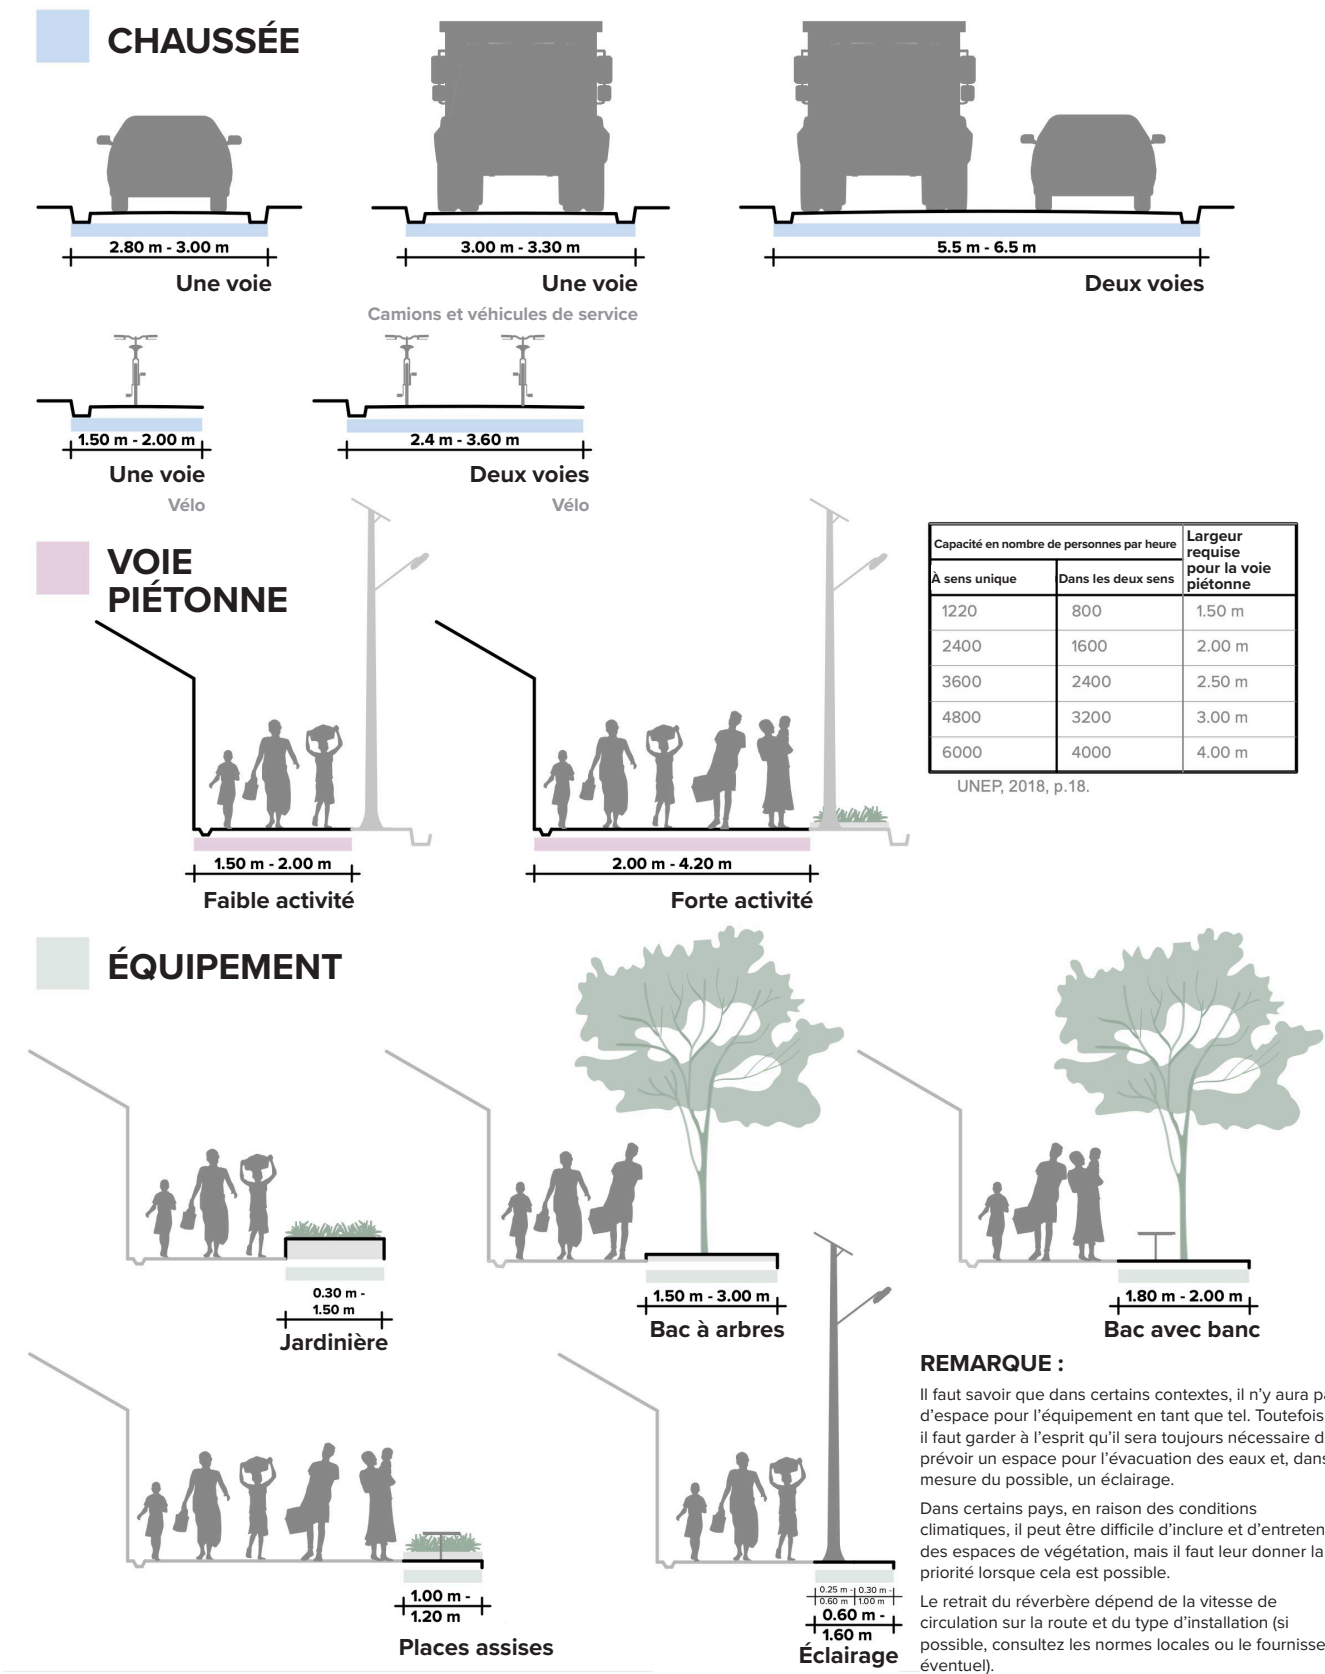 CHAUSSÉE
2.80 m - 3.00 m
Une voie
3.00 m - 3.30 m
Une voie
Camions et véhicules de service
5.5 m - 6.5 m
Deux voies
1.50 m - 2.00 m
Une voie
Vélo
2.4 m - 3.60 m
Deux voies
Vélo
VOIE
PIÉTONNE
Capacité en nombre de personnes par heure
Largeur
requise
pour la voie
piétonne
À sens unique
Dans les deux sens
1220 800 1.50 m
2400 1600 2.00 m
3600 2400 2.50 m
4800 3200 3.00 m
6000 4000 4.00 m
UNEP, 2018, p.18.
1.50 m - 2.00 m
Faible activité
2.00 m - 4.20 m
Forte activité
ÉQUIPEMENT
0.30 m -
1.50 m
Jardinière
1.50 m - 3.00 m
Bac à arbres
1.80 m - 2.00 m
Bac avec banc
1.00 m -
1.20 m
Places assises
0.25 m - 0.30 m -
0.60 m 1.00 m
0.60 m -
1.60 m
Éclairage
REMARQUE :
Il faut savoir que dans certains contextes, il n'y aura
d'espace pour l'équipement en tant que tel. Toutefois
il faut garder à l'esprit qu'il sera toujours nécessaire
prévoir un espace pour l'évacuation des eaux et, dans
mesure du possible, un éclairage.
Dans certains pays, en raison des conditions
climatiques, il peut être difficile d'inclure et
des espaces de végétation, mais il faut leur donner la
priorité lorsque cela est possible.
Le retrait du réverbère dépend de la vitesse de
circulation sur la route et du type d'installation (si
possible, consultez les normes locales ou le
éventuel).